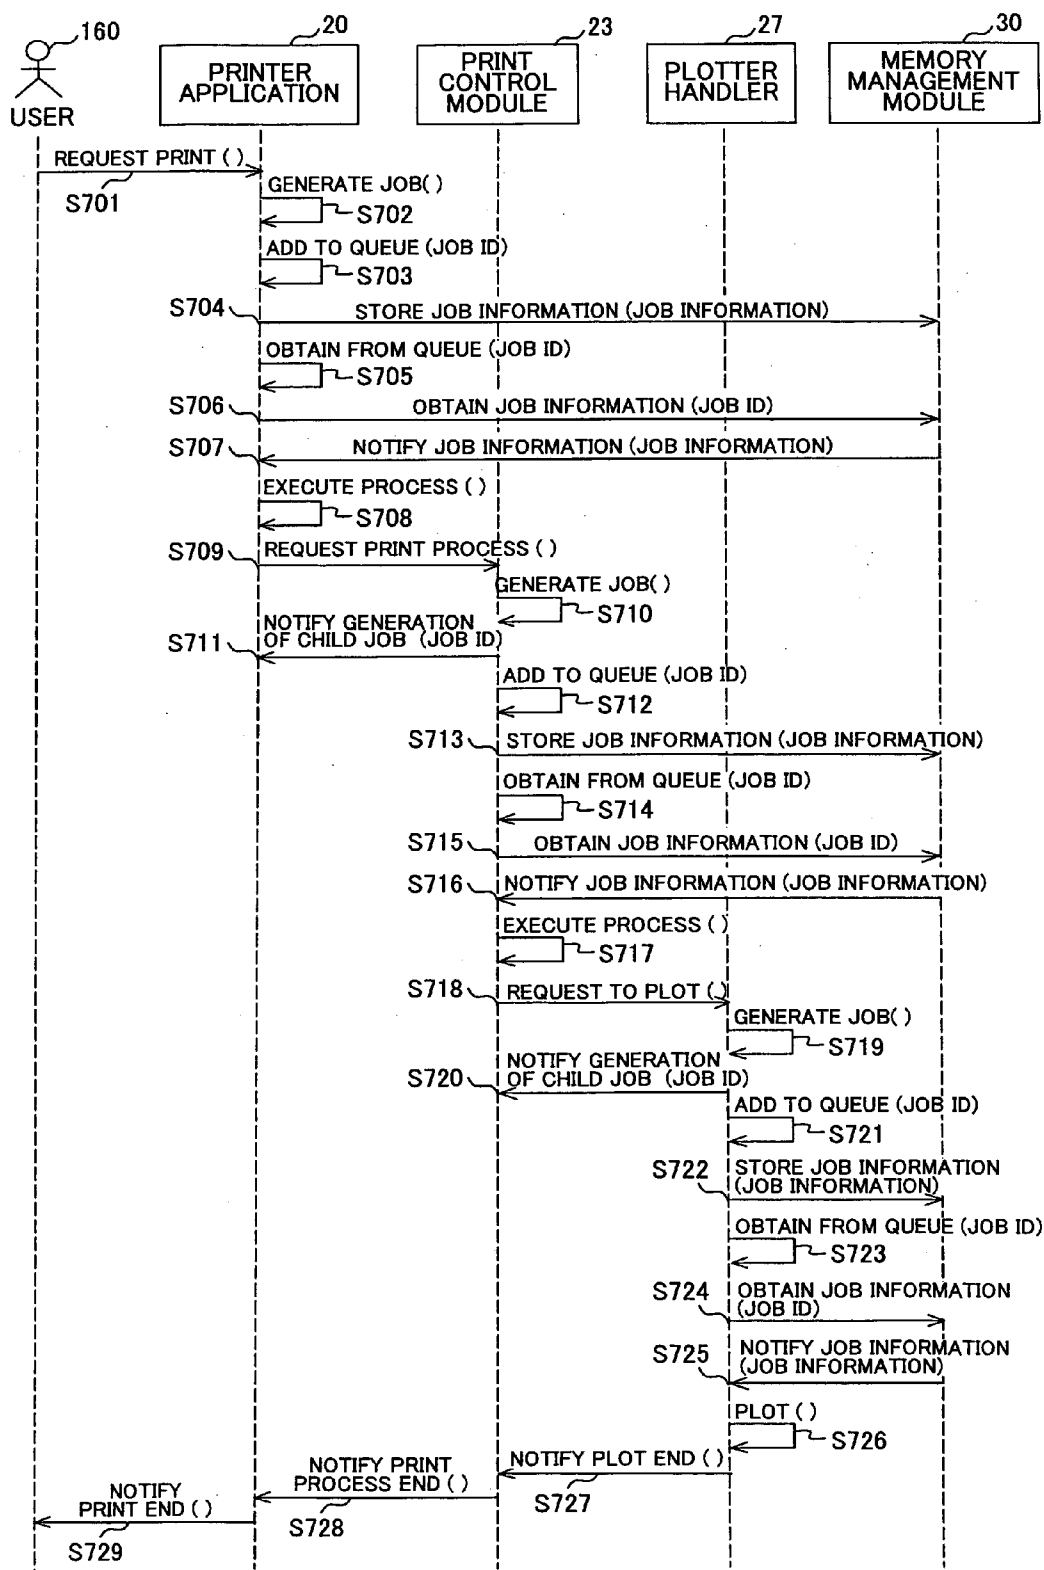 160
20
23
27
30
USER
PRINTER
APPLICATION
PRINT
CONTROL
MODULE
PLOTTER
HANDLER
MEMORY
MANAGEMENT
MODULE
REQUEST PRINT ( )
S701
GENERATE JOB( )
S702
ADD TO QUEUE (JOB ID)
S703
S704
STORE JOB INFORMATION (JOB INFORMATION)
OBTAIN FROM QUEUE (JOB ID)
S705
S706
OBTAIN JOB INFORMATION (JOB ID)
S707
NOTIFY JOB INFORMATION (JOB INFORMATION)
EXECUTE PROCESS ( )
S708
S709
REQUEST PRINT PROCESS ( )
GENERATE JOB( )
S710
S711
NOTIFY GENERATION
OF CHILD JOB (JOB ID)
ADD TO QUEUE (JOB ID)
S712
S713
STORE JOB INFORMATION (JOB INFORMATION)
OBTAIN FROM QUEUE (JOB ID)
S714
S715
OBTAIN JOB INFORMATION (JOB ID)
S716
NOTIFY JOB INFORMATION (JOB INFORMATION)
EXECUTE PROCESS ( )
S717
S718
REQUEST TO PLOT ( )
GENERATE JOB( )
S719
S720
NOTIFY GENERATION
OF CHILD JOB (JOB ID)
ADD TO QUEUE (JOB ID)
S721
S722
STORE JOB INFORMATION
(JOB INFORMATION)
OBTAIN FROM QUEUE (JOB ID)
S723
S724
OBTAIN JOB INFORMATION
(JOB ID)
S725
NOTIFY JOB INFORMATION
(JOB INFORMATION)
PLOT ( )
S726
NOTIFY PLOT END ( )
S727
NOTIFY PRINT
PROCESS END ( )
S728
NOTIFY
PRINT END ( )
S729